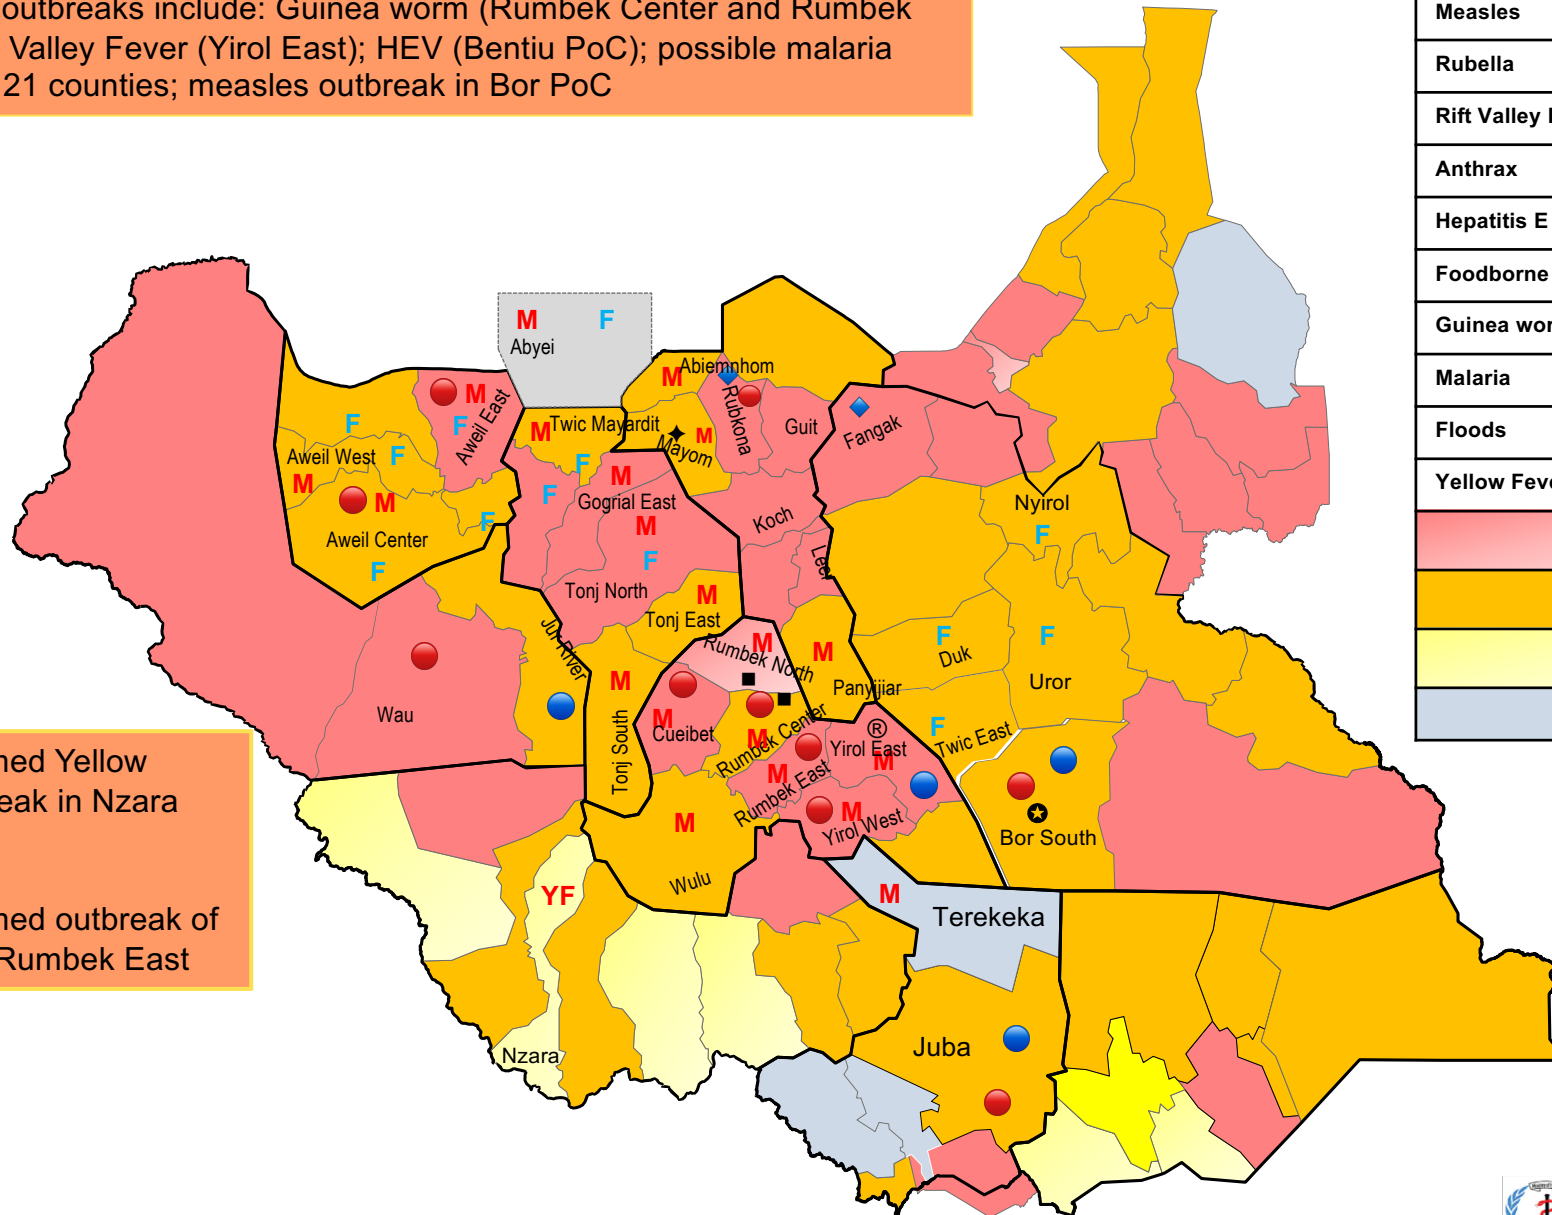 outbreaks include: Guinea worm (Rumbek Center and Rumbek
Valley Fever (Yirol East); HEV (Bentiu PoC); possible malaria
21 counties; measles outbreak in Bor PoC
Measles
Rubella
Rift Valley
Anthrax
Hepatitis E
Foodborne
Guinea wor
Malaria
Floods
Yellow Feve
M
F
Abyei
Abiemnhom
M
M
Aweil East
F
Rubkona
Guit
Fangak
F
Twic Mayardit
M
Mayom
M
Aweil West
F
F
M
M
F
M
Gogrial East
Nyirol
F
Koch
M
F
Aweil Center
F
Leer
F
Tonj North
M
Tonj East
Jur River
M
Rumbek North
M
F
Duk
F
Uror
Wau
M
Tonj South
Panyijiar
M
Cueibet
Rumbek Center
M
®
Yirol East
M
F
Twic East
M
Rumbek East
M
Yirol West
Bor South
M
Wulu
ned Yellow
eak in Nzara
ned outbreak of
Rumbek East
YF
M
Terekeka
Juba
Nzara